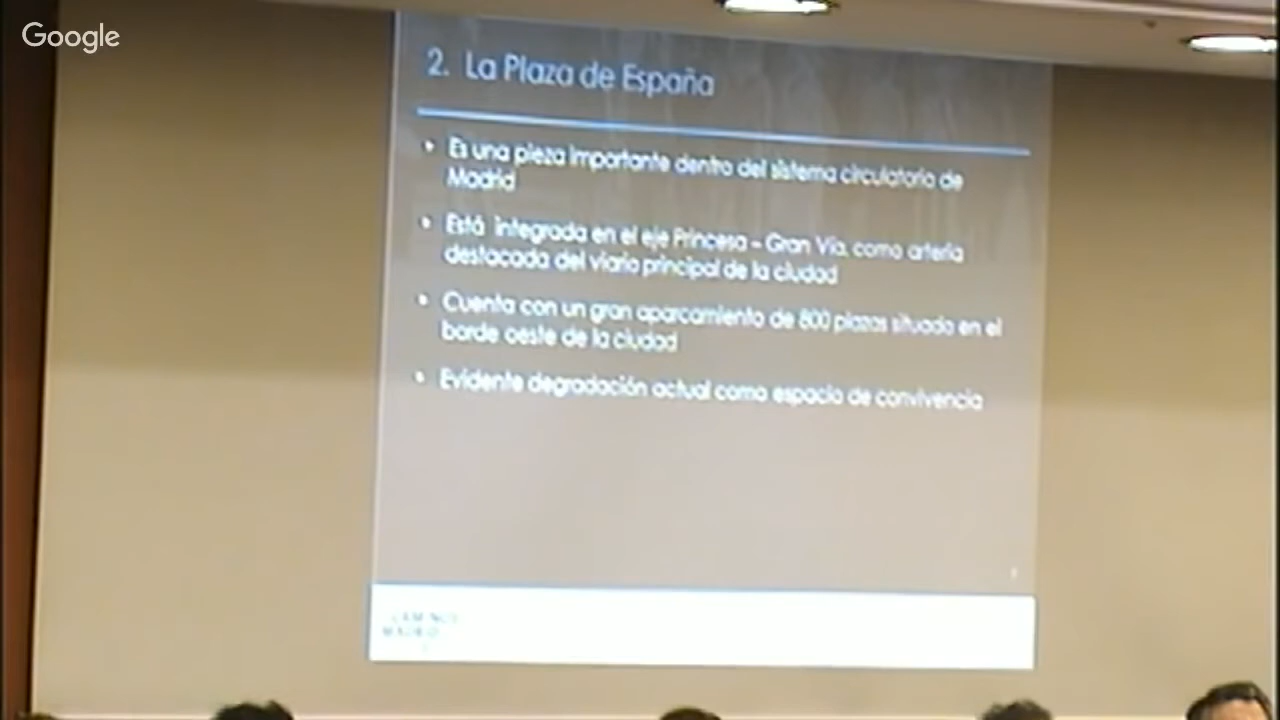 Google
2. La Plaza de España
• Es una pieza importante dentro del sistema circulatorio de
Madrid
• Está integrada en el eje Princesa – Gran Vía, como arteria
destacada del viario principal de la ciudad
• Cuenta con un gran aparcamiento de 800 plazas situado en el
borde oeste de la ciudad
• Evidente degradación actual como espacio de convivencia
CAMINOS
MADRID